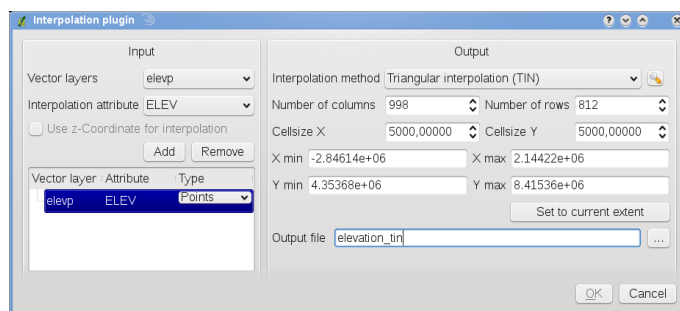 Interpolation plugin
Input
Vector layers elevp
Interpolation attribute ELEV
Use z-Coordinate for interpolation
Add Remove
Vector layer Attribute Type
elevp ELEV Points
Output
Interpolation method Triangular interpolation (TIN)
Number of columns 998 Number of rows 812
Cellsize X 5000,00000 Cellsize Y 5000,00000
X min -2.84614e+06 X max 2.14422e+06
Y min 4.35368e+06 Y max 8.41536e+06
Set to current extent
Output file elevation_tin ...
OK Cancel